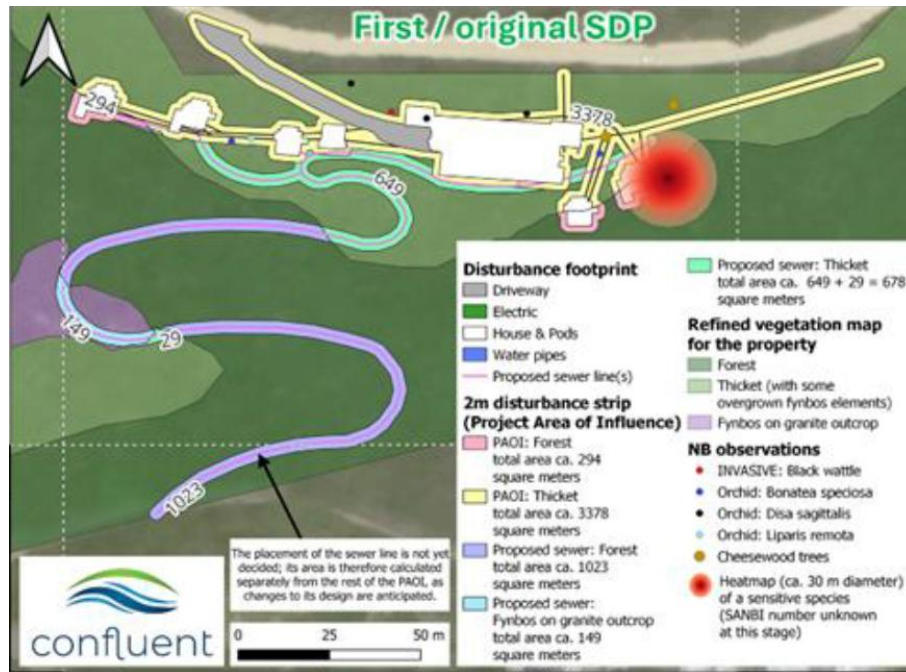 First / original SDP
294
3378
649
149
29
1023
The placement of the sewer line is not yet
decided; its area is therefore calculated
separately from the rest of the PAOI, as
changes to its design are anticipated.
confluent
0 25 50 m
Disturbance footprint
Driveway
Electric
House & Pods
Water pipes
Proposed sewer line(s)
2m disturbance strip
(Project Area of Influence)
PAOI: Forest
total area ca. 294
square meters
PAOI: Thicket
total area ca. 3378
square meters
Proposed sewer: Forest
total area ca. 1023
square meters
Proposed sewer:
Fynbos on granite outcrop
total area ca. 149
square meters
Proposed sewer: Thicket
total area ca. 649 + 29 = 678
square meters
Refined vegetation map
for the property
Forest
Thicket (with some
overgrown fynbos elements)
Fynbos on granite outcrop
NB observations
INVASIVE: Black wattle
Orchid: Bonatea speciosa
Orchid: Disa sagittalis
Orchid: Liparis remota
Cheesewood trees
Heatmap (ca. 30 m diameter)
of a sensitive species
(SANBI number unknown
at this stage)